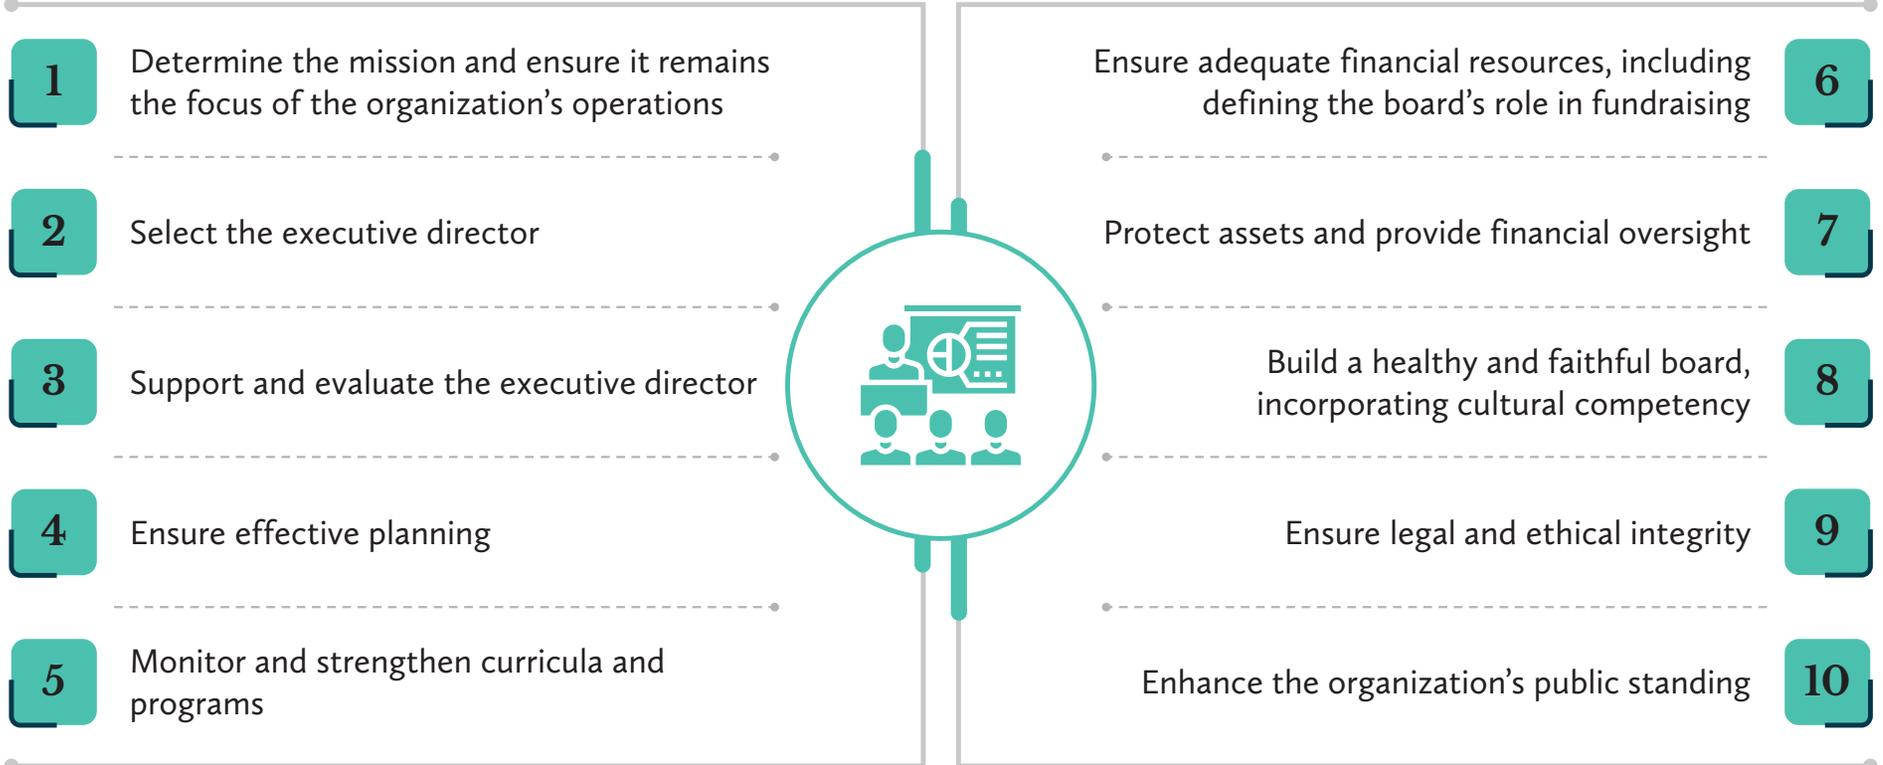 1
Determine the mission and ensure it remains
the focus of the organization’s operations
2
Select the executive director
3
Support and evaluate the executive director
4
Ensure effective planning
5
Monitor and strengthen curricula and
programs
Ensure adequate financial resources, including
defining the board’s role in fundraising
6
Protect assets and provide financial oversight
7
Build a healthy and faithful board,
incorporating cultural competency
8
Ensure legal and ethical integrity
9
Enhance the organization’s public standing
10